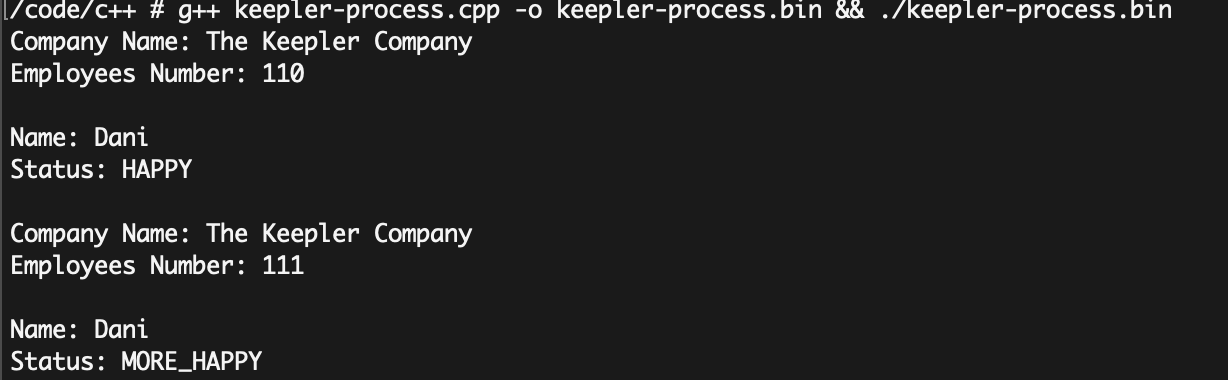 /code/c++ # g++ keepler-process.cpp -o keepler-process.bin && ./keepler-process.bin
Company Name: The Keepler Company
Employees Number: 110
Name: Dani
Status: HAPPY
Company Name: The Keepler Company
Employees Number: 111
Name: Dani
Status: MORE_HAPPY